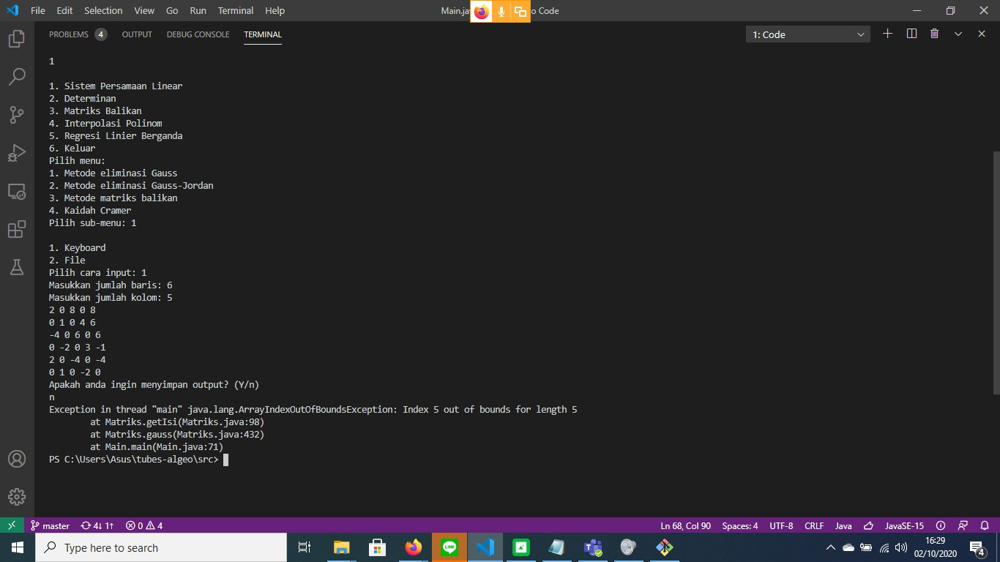 File Edit Selection View Go Run Terminal Help
Main.ja o Code
PROBLEMS 4 OUTPUT DEBUG CONSOLE TERMINAL
1: Code
1
1. Sistem Persamaan Linear
2. Determinan
3. Matriks Balikan
4. Interpolasi Polinom
5. Regresi Linier Berganda
6. Keluar
Pilih menu:
1. Metode eliminasi Gauss
2. Metode eliminasi Gauss-Jordan
3. Metode matriks balikan
4. Kaidah Cramer
Pilih sub-menu: 1
1. Keyboard
2. File
Pilih cara input: 1
Masukkan jumlah baris: 6
Masukkan jumlah kolom: 5
2 0 8 0 8
0 1 0 4 6
-4 0 6 0 6
0 -2 0 3 -1
2 0 -4 0 -4
0 1 0 -2 0
Apakah anda ingin menyimpan output? (Y/n)
n
Exception in thread "main" java.lang.ArrayIndexOutOfBoundsException: Index 5 out of bounds for length 5
at Matriks.getIsi(Matriks.java:98)
at Matriks.gauss(Matriks.java:432)
at Main.main(Main.java:71)
PS C:\Users\Asus\tubes-algeo\src>
master 4↓ 1↑ 0 4
Ln 68, Col 90 Spaces: 4 UTF-8 CRLF Java JavaSE-15
Type here to search
16:29
02/10/2020
4